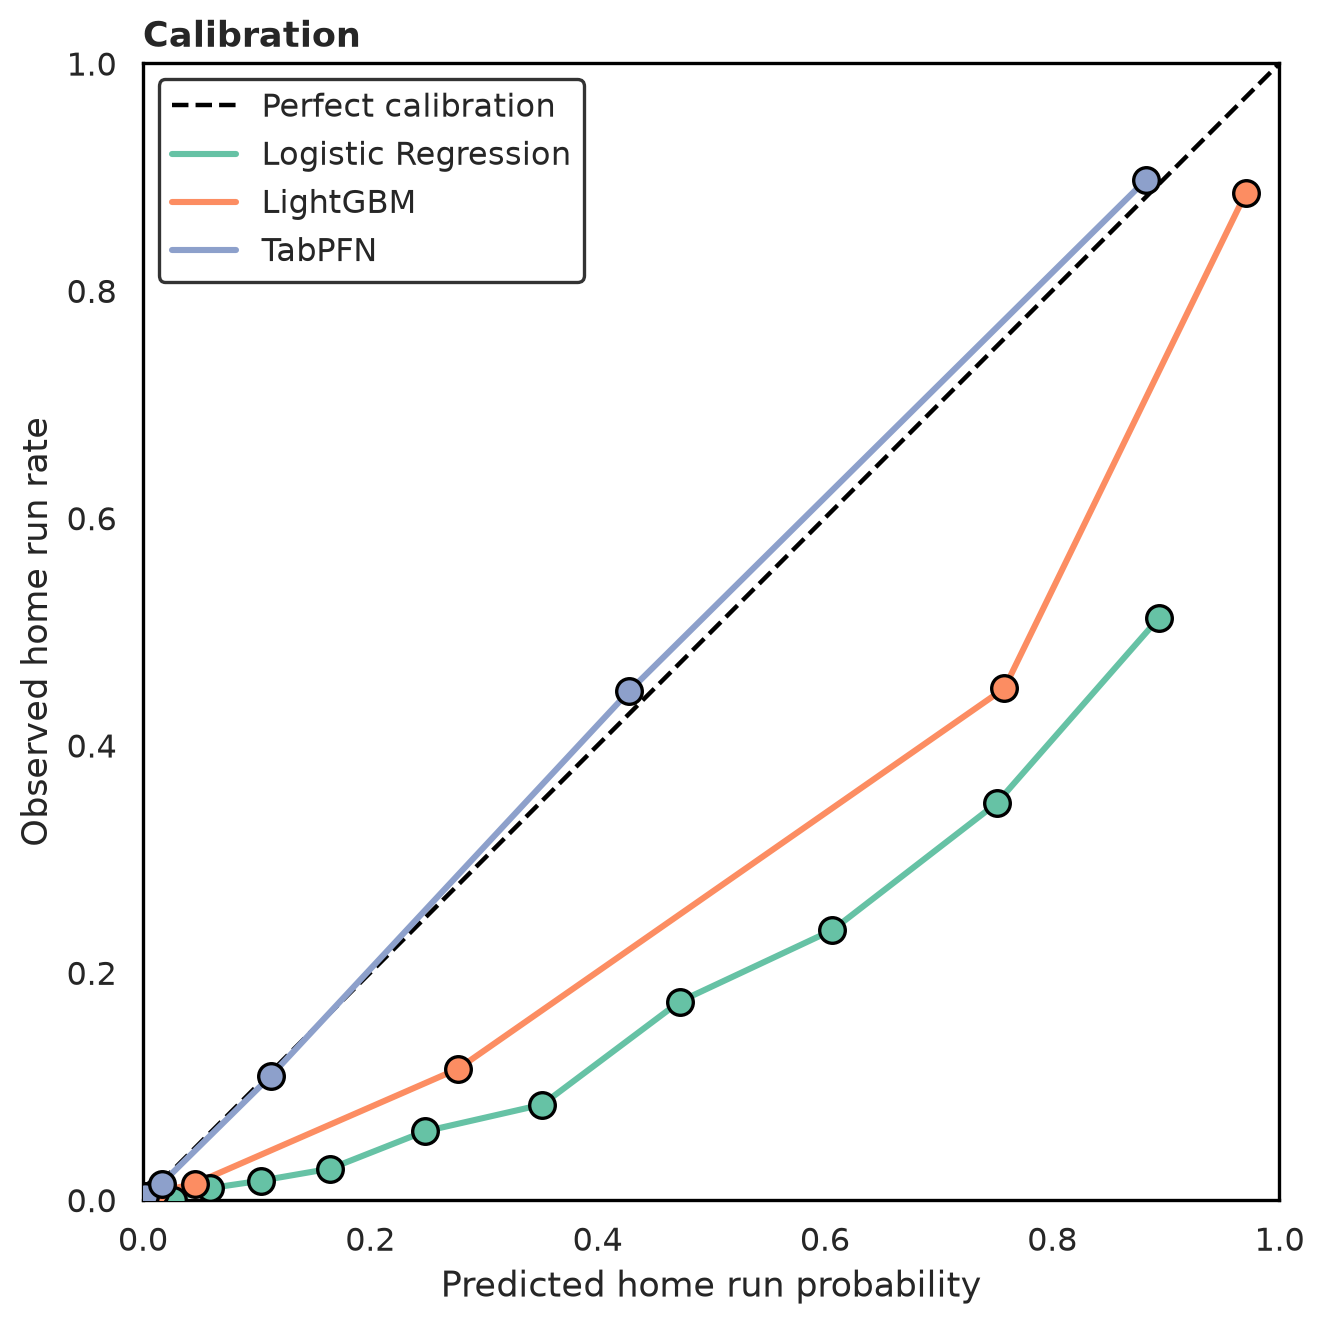 Calibration
1.0
0.8
0.6
0.4
0.2
0.0
Observed home run rate
Perfect calibration
Logistic Regression
LightGBM
TabPFN
0.0 0.2 0.4 0.6 0.8 1.0
Predicted home run probability